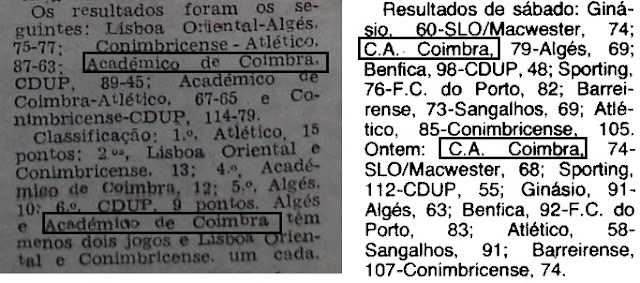 Os resultados foram os se-
guintes: Lisboa Oriental-Algés,
75-77; Conimbricense-Atlético,
87-63; Académico de Coimbra,
CDUP, 89-45; Académico de
Coimbra-Atlético, 67-65 e Co-
nimbricense-CDUP, 114-79.
Classificação: 1.º, Atlético, 15
pontos; 2.ºs, Lisboa Oriental e
Conimbricense, 13; 4.º, Acadé-
mico de Coimbra, 12; 5.º, Algés,
10; 6.º, CDUP, 9 pontos. Algés
e Académico de Coimbra têm
menos dois jogos e Lisboa Orien-
tal e Conimbricense, um cada.
Resultados de sábado: Giná-
sio, 60-SLO/Macwester, 74;
C.A. Coimbra, 79-Algés, 69;
Benfica, 98-CDUP, 48; Sporting,
76-F.C. do Porto, 82; Barrei-
rense, 73-Sangalhos, 69; Atlé-
tico, 85-Conimbricense, 105.
Ontem: C.A. Coimbra, 74-
SLO/Macwester, 68; Sporting,
112-CDUP, 55; Ginásio, 91-
Algés, 63; Benfica, 92-F.C. do
Porto, 83; Atlético, 58-
Sangalhos, 91; Barreirense,
107-Conimbricense, 74.